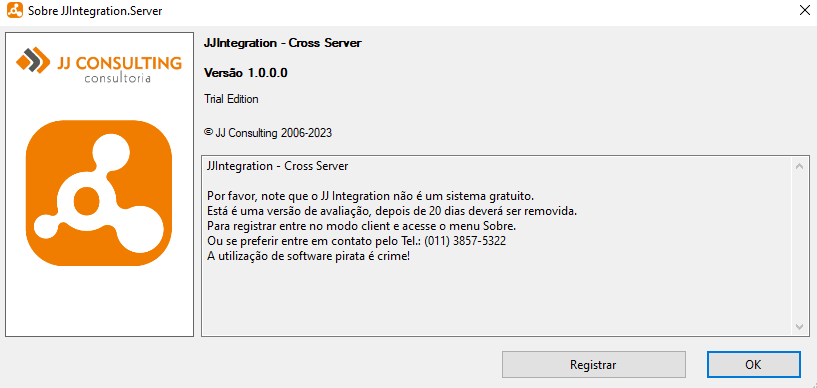 Sobre JJIntegration.Server
JJ CONSULTING
consultoria
JJIntegration - Cross Server
Versão 1.0.0.0
Trial Edition
© JJ Consulting 2006-2023
JJIntegration - Cross Server
Por favor, note que o JJ Integration não é um sistema gratuito.
Está é uma versão de avaliação, depois de 20 dias deverá ser removida.
Para registrar entre no modo client e acesse o menu Sobre.
Ou se preferir entre em contato pelo Tel.: (011) 3857-5322
A utilização de software pirata é crime!
Registrar
OK